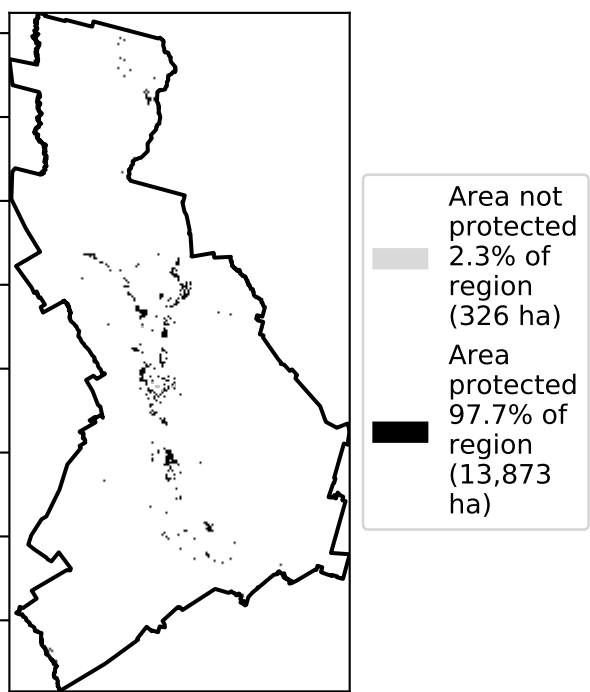 Area not
protected
2.3% of
region
(326 ha)
Area
protected
97.7% of
region
(13,873
ha)